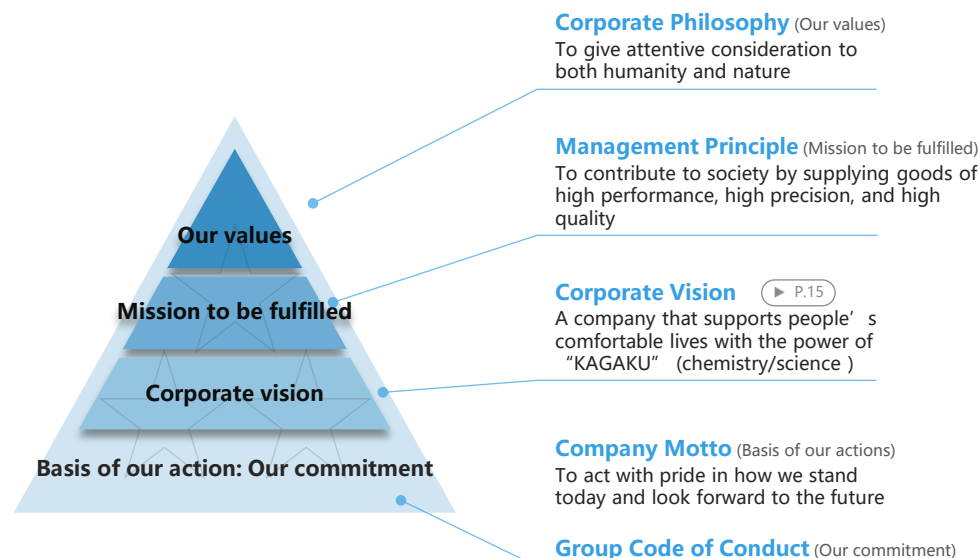 Our values
Mission to be fulfilled
Corporate vision
Basis of our action: Our commitment
Corporate Philosophy (Our values)
To give attentive consideration to
both humanity and nature
Management Principle (Mission to be fulfilled)
To contribute to society by supplying goods of
high performance, high precision, and high
quality
Corporate Vision ▶ P.15
A company that supports people’s
comfortable lives with the power of
“KAGAKU” (chemistry/science )
Company Motto (Basis of our actions)
To act with pride in how we stand
today and look forward to the future
Group Code of Conduct (Our commitment)